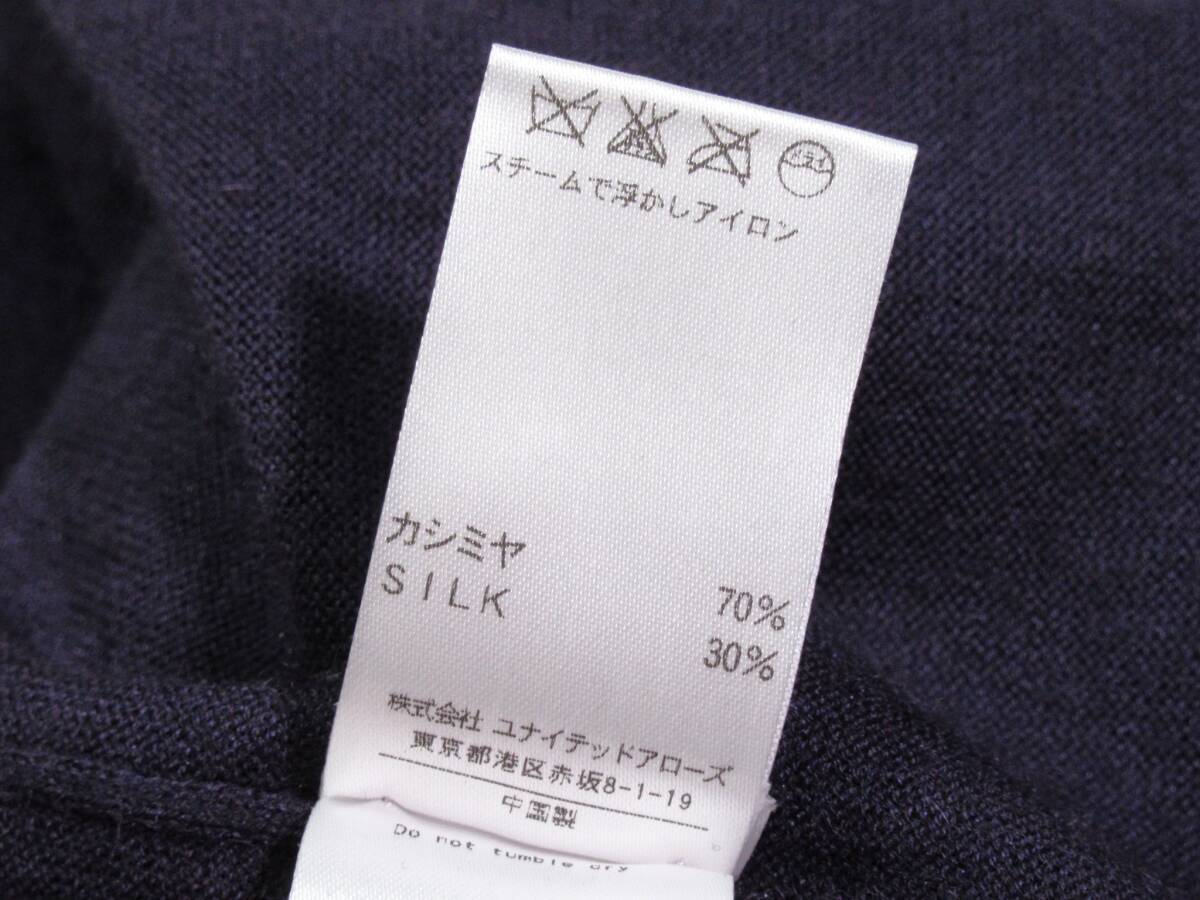 ドライ
スチームで浮かしアイロン
カシミヤ 70%
SILK 30%
株式会社 ユナイテッドアローズ
東京都港区赤坂8-1-19
中国製
Do not tumble dry